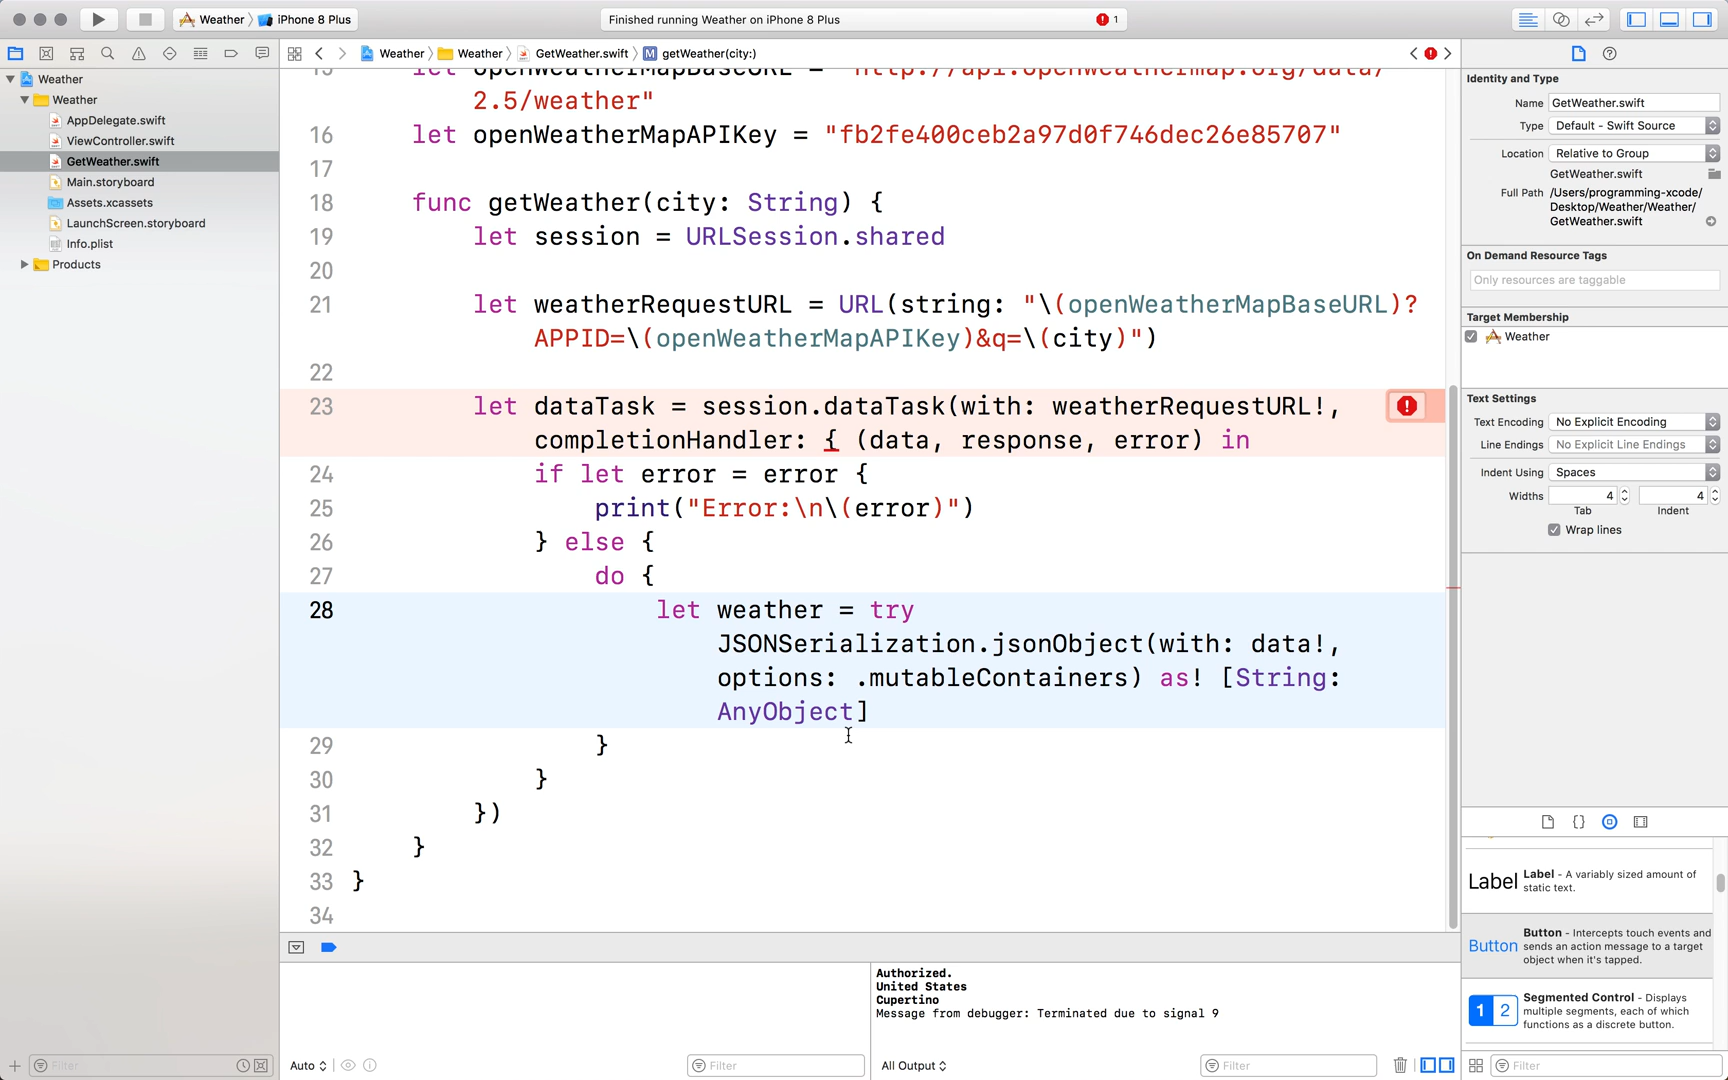 Weather
iPhone 8 Plus
Finished running Weather on iPhone 8 Plus
1
Weather
Weather
AppDelegate.swift
ViewController.swift
GetWeather.swift
Main.storyboard
Assets.xcassets
LaunchScreen.storyboard
Info.plist
Products
Weather
Weather
GetWeather.swift
M getWeather(city:)
15 let openWeatherMapBaseURL = "http://api.openweathermap.org/data/
2.5/weather"
16 let openWeatherMapAPIKey = "fb2fe400ceb2a97d0f746dec26e85707"
17
18 func getWeather(city: String) {
19 let session = URLSession.shared
20
21 let weatherRequestURL = URL(string: "\(openWeatherMapBaseURL)?
APPID=\(openWeatherMapAPIKey)&q=\(city)")
22
23 let dataTask = session.dataTask(with: weatherRequestURL!,
completionHandler: { (data, response, error) in
24 if let error = error {
25 print("Error:\n\(error)")
26 } else {
27 do {
28 let weather = try
JSONSerialization.jsonObject(with: data!,
options: .mutableContainers) as! [String:
AnyObject]
29 }
30 }
31 })
32 }
33 }
34
Authorized.
United States
Cupertino
Message from debugger: Terminated due to signal 9
Filter
Auto
Filter
All Output
Filter
Identity and Type
Name GetWeather.swift
Type Default - Swift Source
Location Relative to Group
GetWeather.swift
Full Path /Users/programming-xcode/
Desktop/Weather/Weather/
GetWeather.swift
On Demand Resource Tags
Only resources are taggable
Target Membership
Weather
Text Settings
Text Encoding No Explicit Encoding
Line Endings No Explicit Line Endings
Indent Using Spaces
Widths 4 4
Tab Indent
Wrap lines
{}
Label Label - A variably sized amount of
static text.
Button Button - Intercepts touch events and
sends an action message to a target
object when it's tapped.
1 2 Segmented Control - Displays
multiple segments, each of which
functions as a discrete button.
Filter